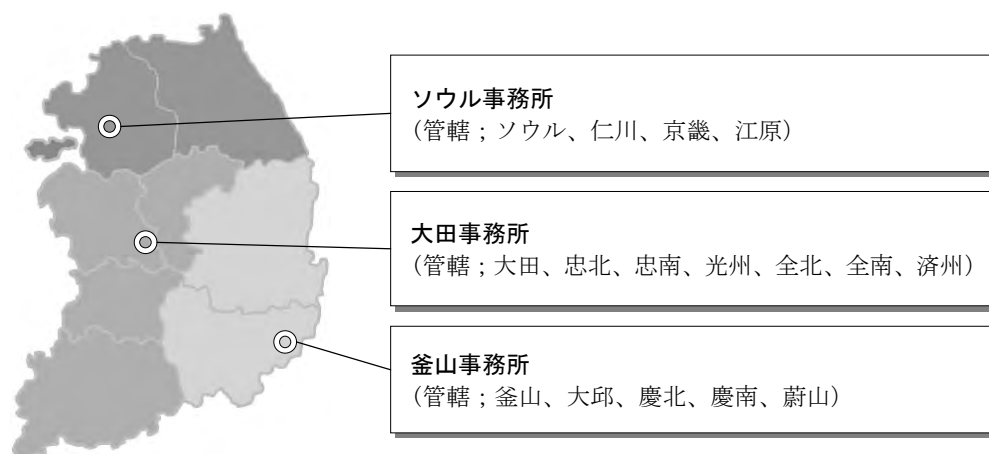 ソウル事務所
（管轄；ソウル、仁川、京畿、江原）
大田事務所
（管轄；大田、忠北、忠南、光州、全北、全南、済州）
釜山事務所
（管轄；釜山、大邱、慶北、慶南、蔚山）